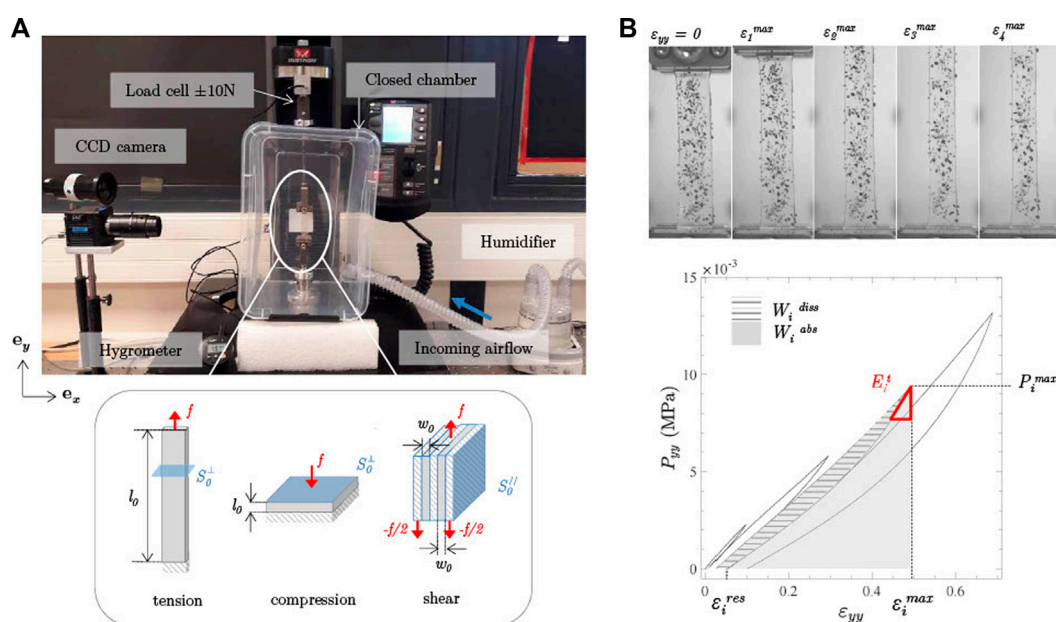 A
INSTRON
Load cell ±10N
Closed chamber
CCD camera
Humidifier
Hygrometer
Incoming airflow
e_y
e_x
f
S_0^⊥
l_0
tension
f
S_0^⊥
l_0
compression
w_0
f
S_0^//
-f/2
-f/2
w_0
shear
B
ε_yy = 0
ε_1^max
ε_2^max
ε_3^max
ε_4^max
×10^-3
15
10
5
0
P_yy (MPa)
W_i^diss
W_i^abs
E_i^t
P_i^max
0
0.2
0.4
0.6
ε_i^res
ε_yy
ε_i^max